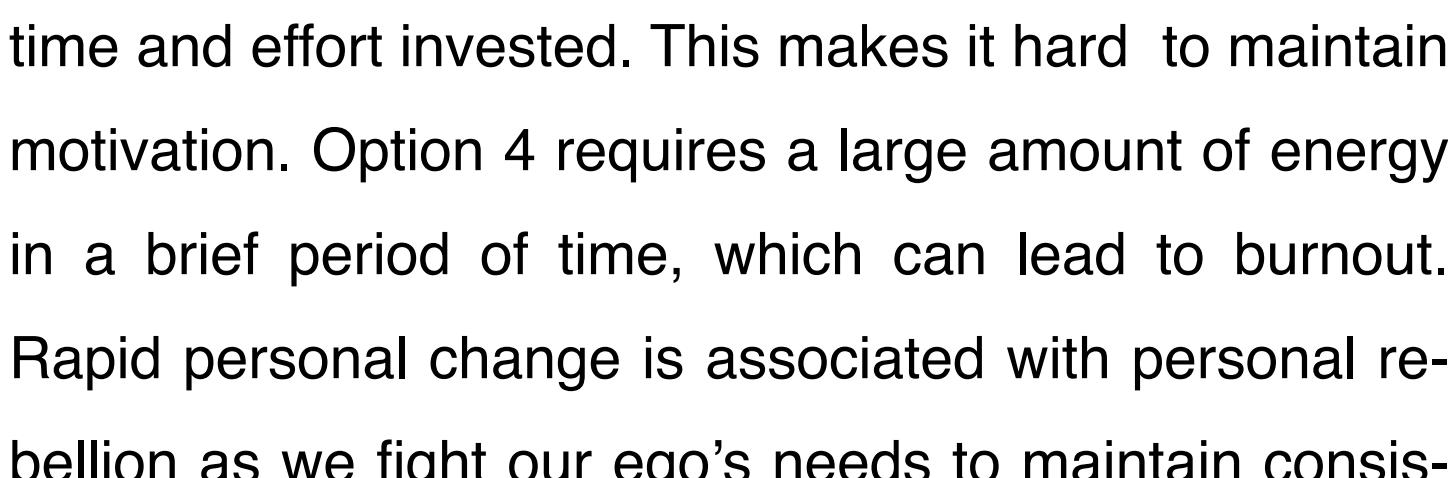 time and effort invested. This makes it hard  to maintain
motivation. Option 4 requires a large amount of energy
in a brief period of time, which can lead to burnout.
Rapid personal change is associated with personal re-
bellion as we fight our ego’s needs to maintain consis-